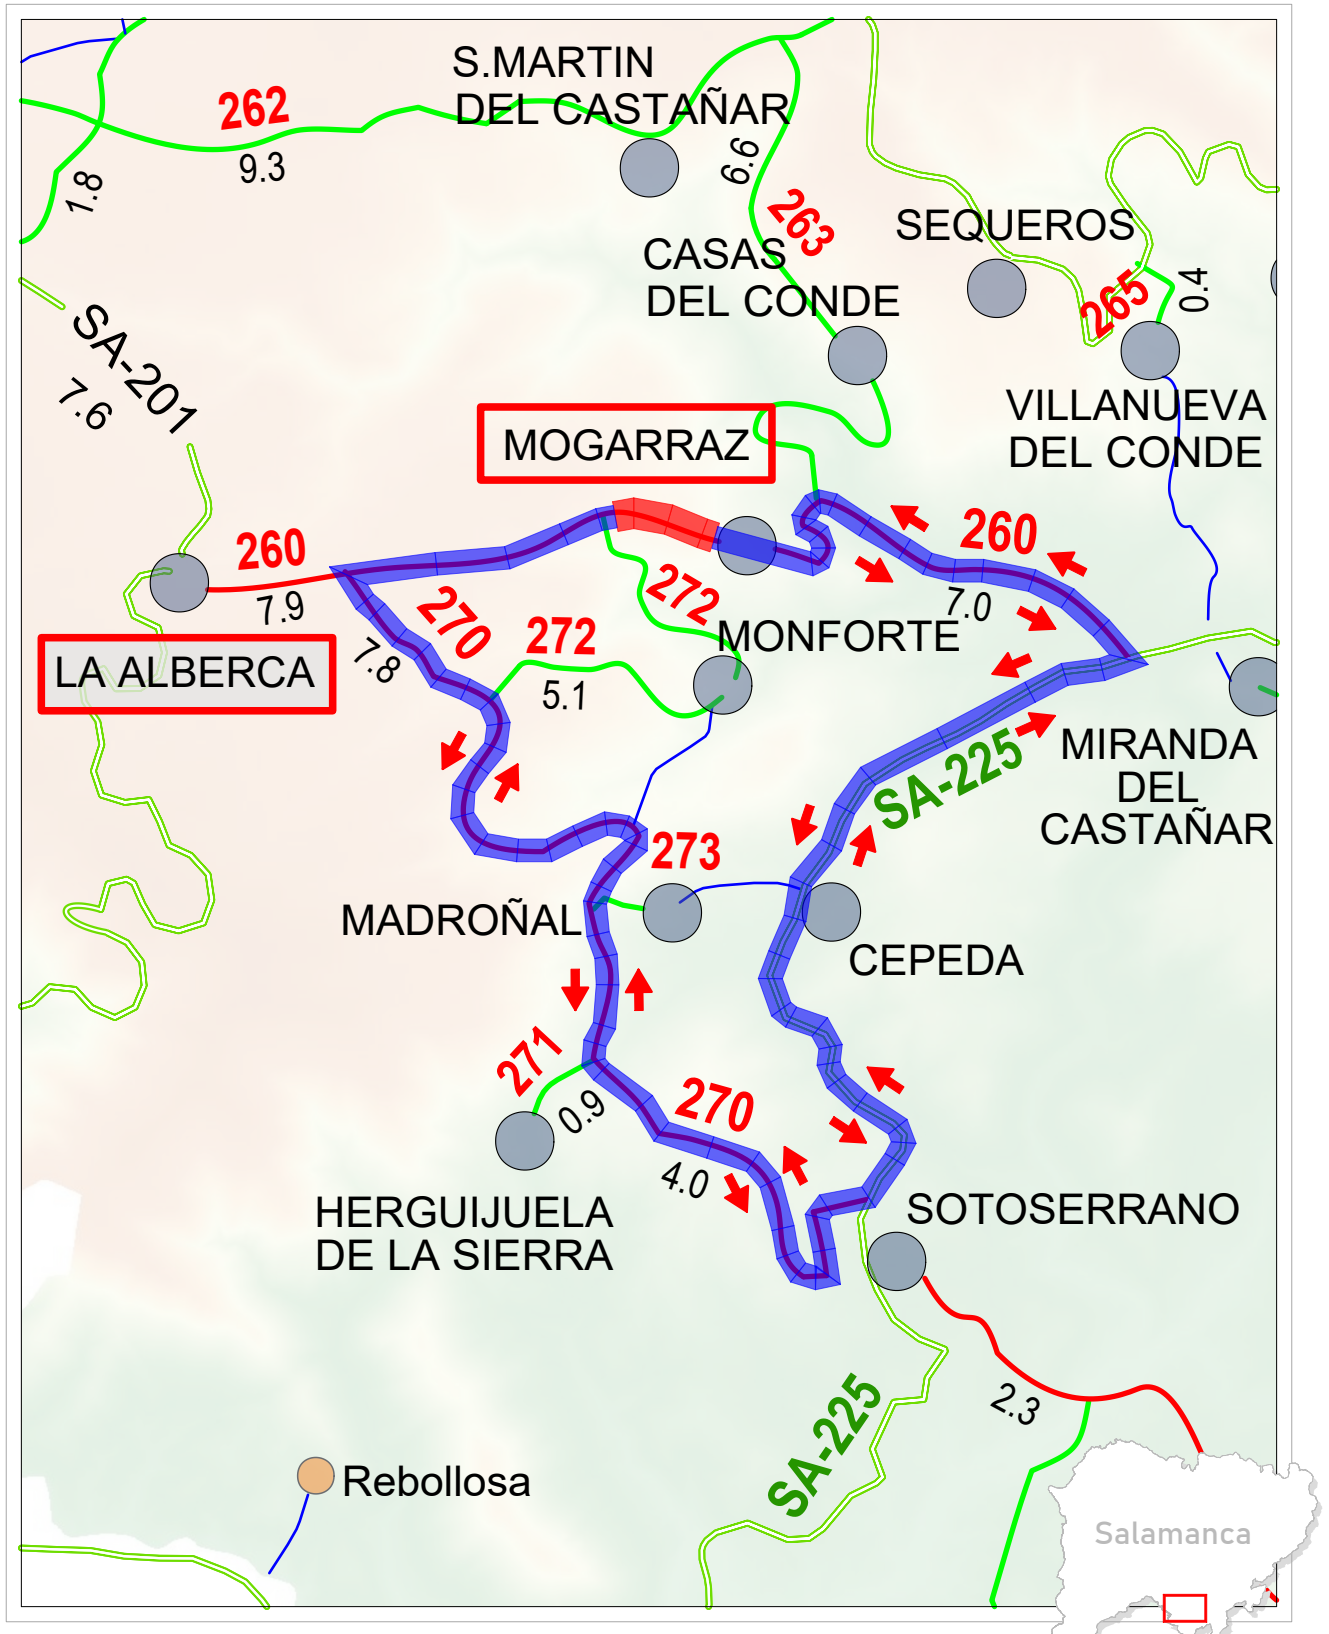 S.MARTIN
DEL CASTAÑAR
262
9.3
1.8
6.6
263
SEQUEROS
CASAS
DEL CONDE
265
0.4
SA-201
7.6
VILLANUEVA
DEL CONDE
MOGARRAZ
260
7.9
260
7.0
272
270
272
MONFORTE
7.8
5.1
LA ALBERCA
SA-225
MIRANDA
DEL
CASTAÑAR
273
MADROÑAL
CEPEDA
271
0.9
270
4.0
HERGUIJUELA
DE LA SIERRA
SOTOSERRANO
2.3
SA-225
Rebollosa
Salamanca